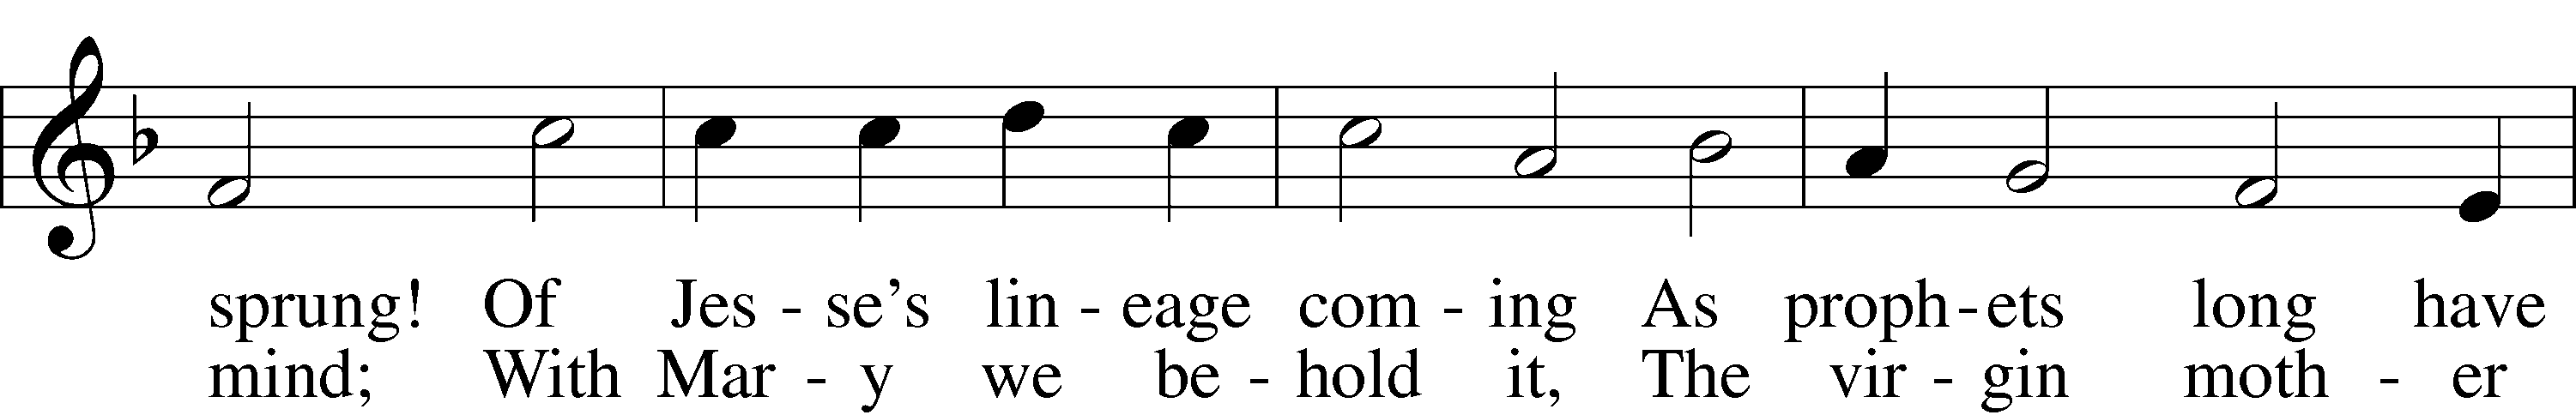 sprung! Of Jes - se's lin - eage com - ing As proph - ets long have
mind; With Mar - y we be - hold it, The vir - gin moth - er